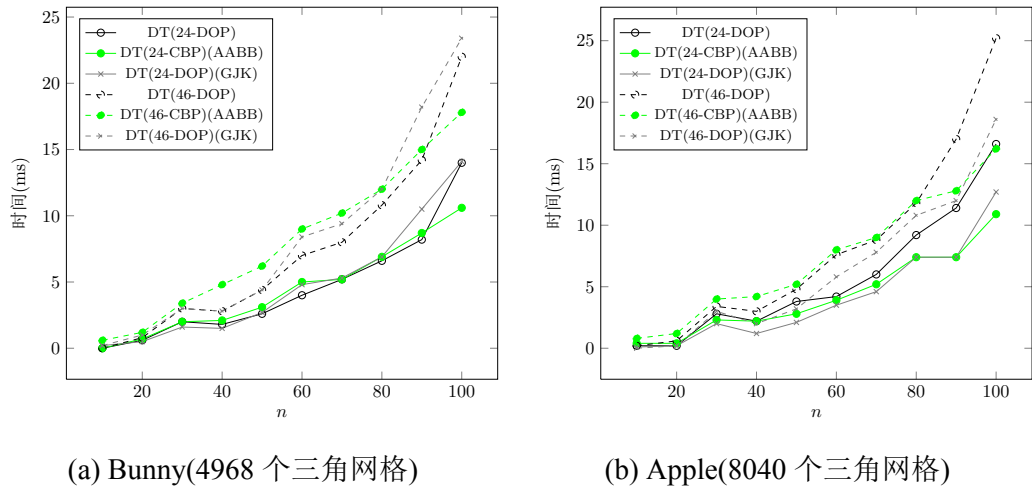 25
20
15
10
5
0
20
40
60
80
100
n
时间(ms)
DT(24-DOP)
DT(24-CBP)(AABB)
DT(24-DOP)(GJK)
DT(46-DOP)
DT(46-CBP)(AABB)
DT(46-DOP)(GJK)
(a) Bunny(4968 个三角网格)
25
20
15
10
5
0
20
40
60
80
100
n
时间(ms)
DT(24-DOP)
DT(24-CBP)(AABB)
DT(24-DOP)(GJK)
DT(46-DOP)
DT(46-CBP)(AABB)
DT(46-DOP)(GJK)
(b) Apple(8040 个三角网格)